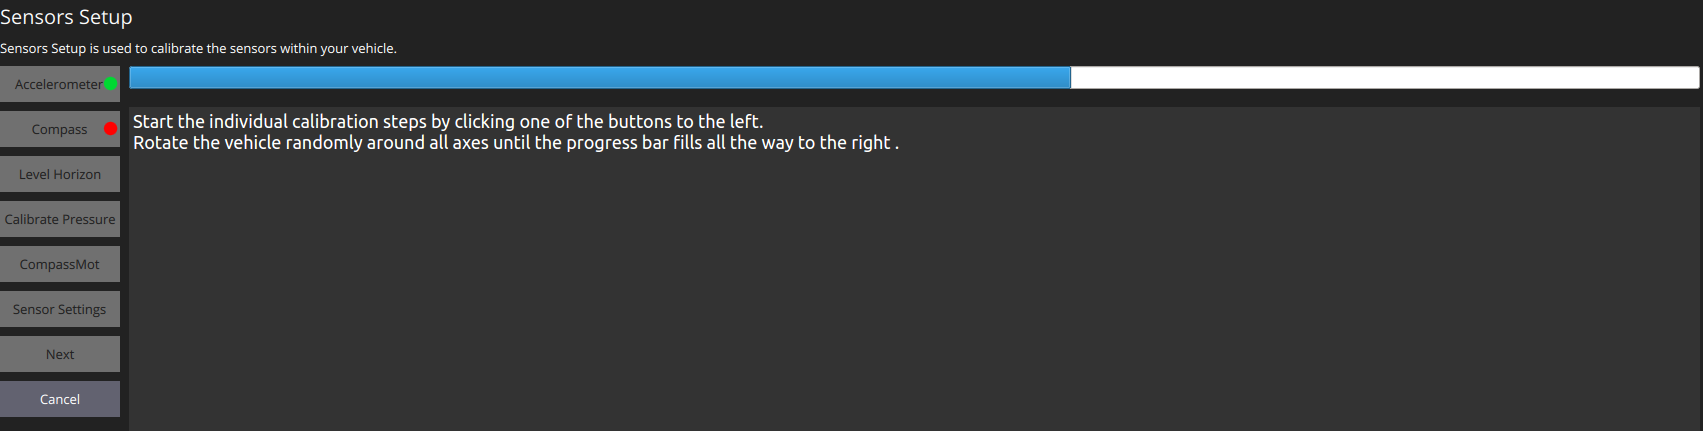 Sensors Setup
Sensors Setup is used to calibrate the sensors within your vehicle.
Accelerometer
Compass
Level Horizon
Calibrate Pressure
CompassMot
Sensor Settings
Next
Cancel
Start the individual calibration steps by clicking one of the buttons to the left.
Rotate the vehicle randomly around all axes until the progress bar fills all the way to the right .